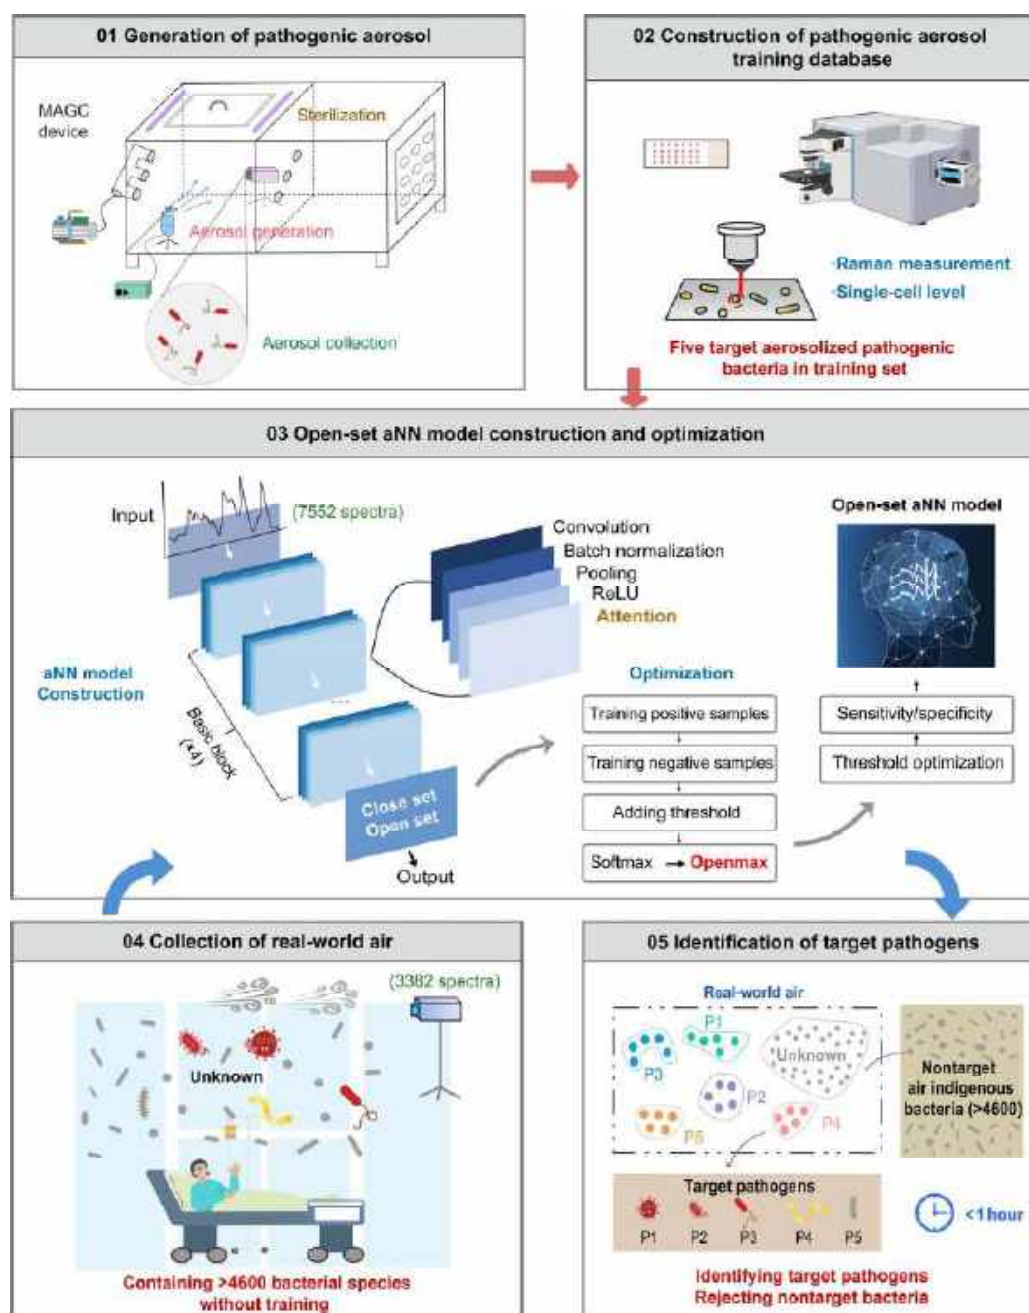 01 Generation of pathogenic aerosol
MAGC
device
Sterilization
Aerosol generation
Aerosol collection
02 Construction of pathogenic aerosol
training database
·Raman measurement
·Single-cell level
Five target aerosolized pathogenic
bacteria in training set
03 Open-set aNN model construction and optimization
Input
(7552 spectra)
Convolution
Batch normalization
Pooling
ReLU
Attention
·aNN model
Construction
Basic block
(×4)
...
Close set
Open set
Output
Optimization
Training positive samples
Training negative samples
Adding threshold
Softmax → Openmax
Open-set aNN model
Sensitivity/specificity
Threshold optimization
04 Collection of real-world air
(3382 spectra)
Unknown
Containing >4600 bacterial species
without training
05 Identification of target pathogens
Real-world air
P1
Unknown
P3
P2
P5
P4
Nontarget
air indigenous
bacteria (>4600)
Target pathogens
P1 P2 P3 P4 P5
<1hour
Identifying target pathogens
Rejecting nontarget bacteria